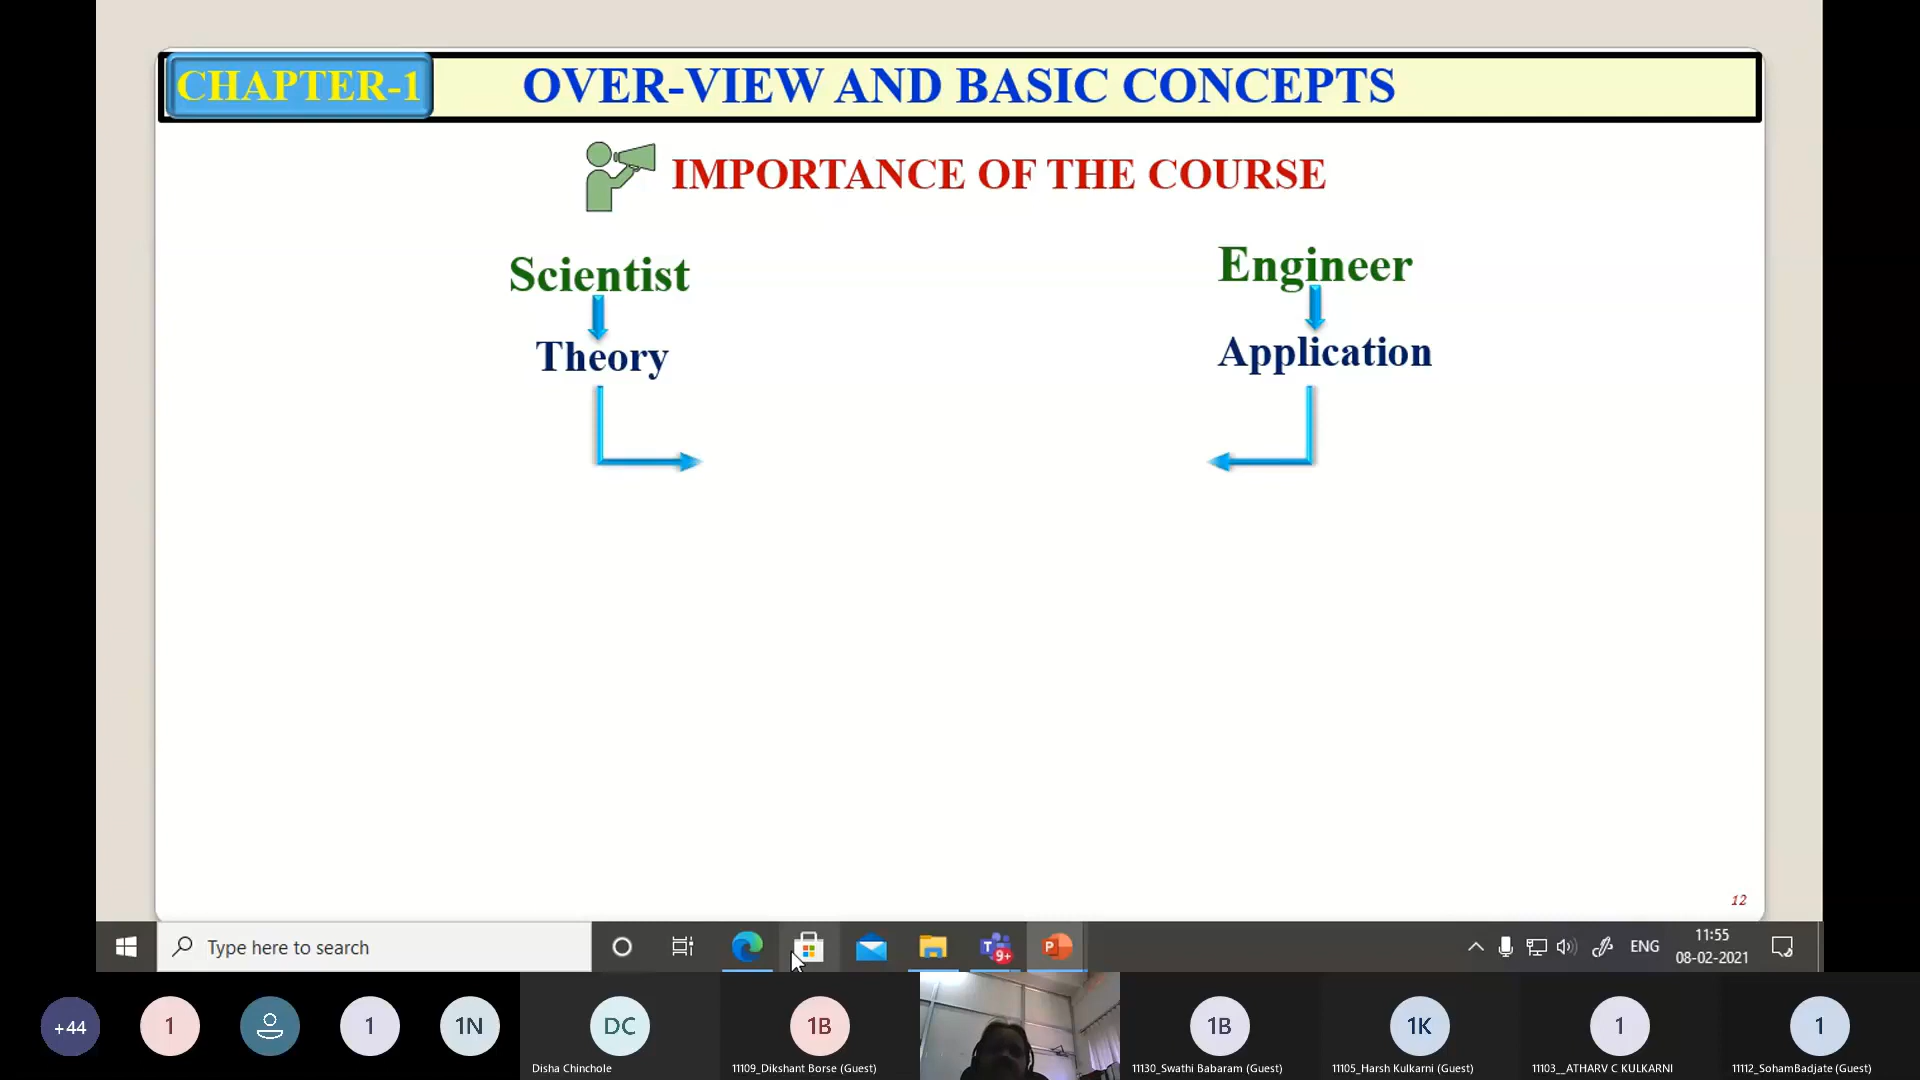 CHAPTER-1
OVER-VIEW AND BASIC CONCEPTS
IMPORTANCE OF THE COURSE
Scientist
Engineer
Theory
Application
12
Type here to search
9+
ENG
11:55
08-02-2021
+44
1
1
1N
DC
1B
1B
1K
1
1
Disha Chinchole
11109_Dikshant Borse (Guest)
11130_Swathi Babaram (Guest)
11105_Harsh Kulkarni (Guest)
11103__ATHARV C KULKARNI
11112_SohamBadjate (Guest)